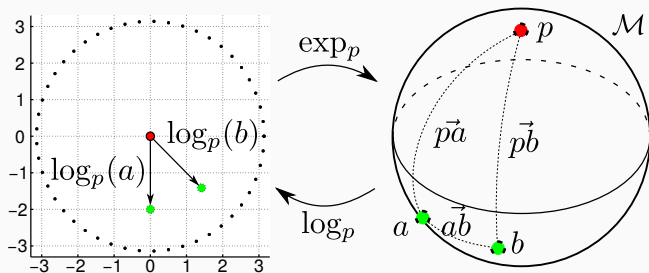 3
2
1
0
−1
−2
−3
−3 −2 −1 0 1 2 3
log_p(b)
log_p(a)
exp_p
log_p
p
ℳ
p⃗a
p⃗b
a
a⃗b
b